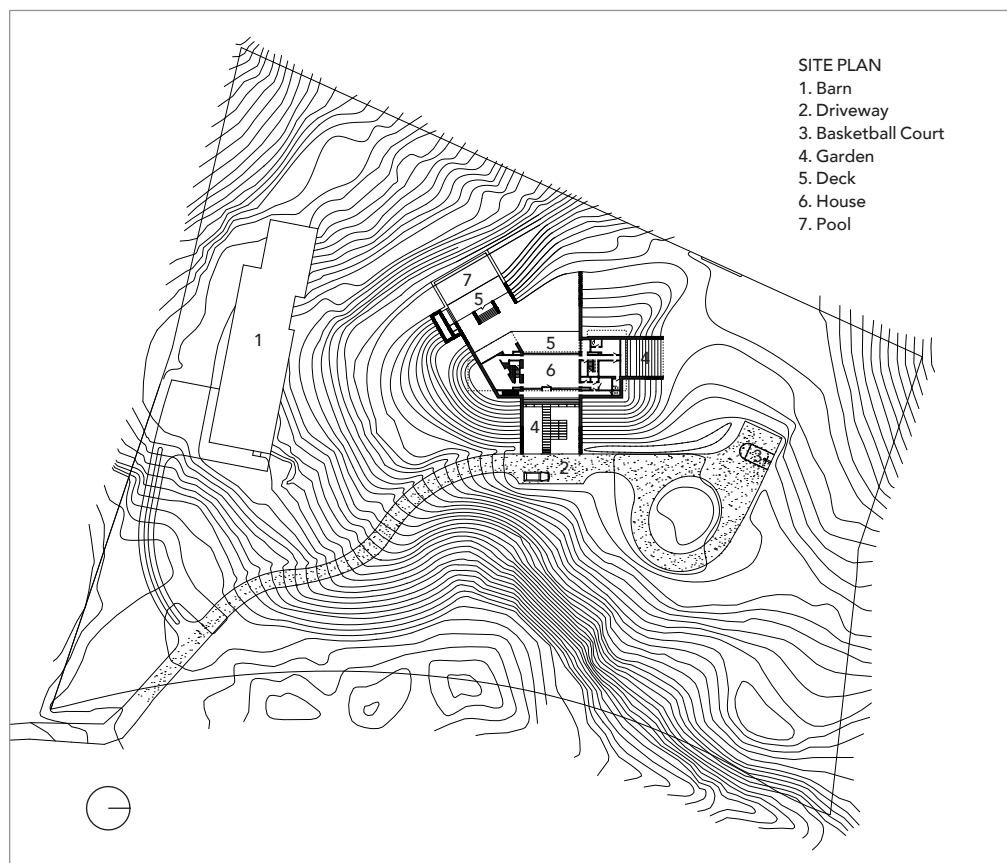 SITE PLAN
1. Barn
2. Driveway
3. Basketball Court
4. Garden
5. Deck
6. House
7. Pool
7
5
1
5
4
6
4
3
2